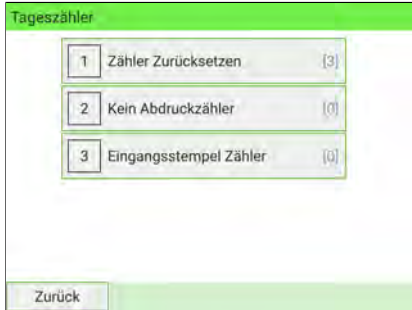 Tageszähler
1 Zähler Zurücksetzen [3]
2 Kein Abdruckzähler [0]
3 Eingangsstempel Zähler [0]
Zurück